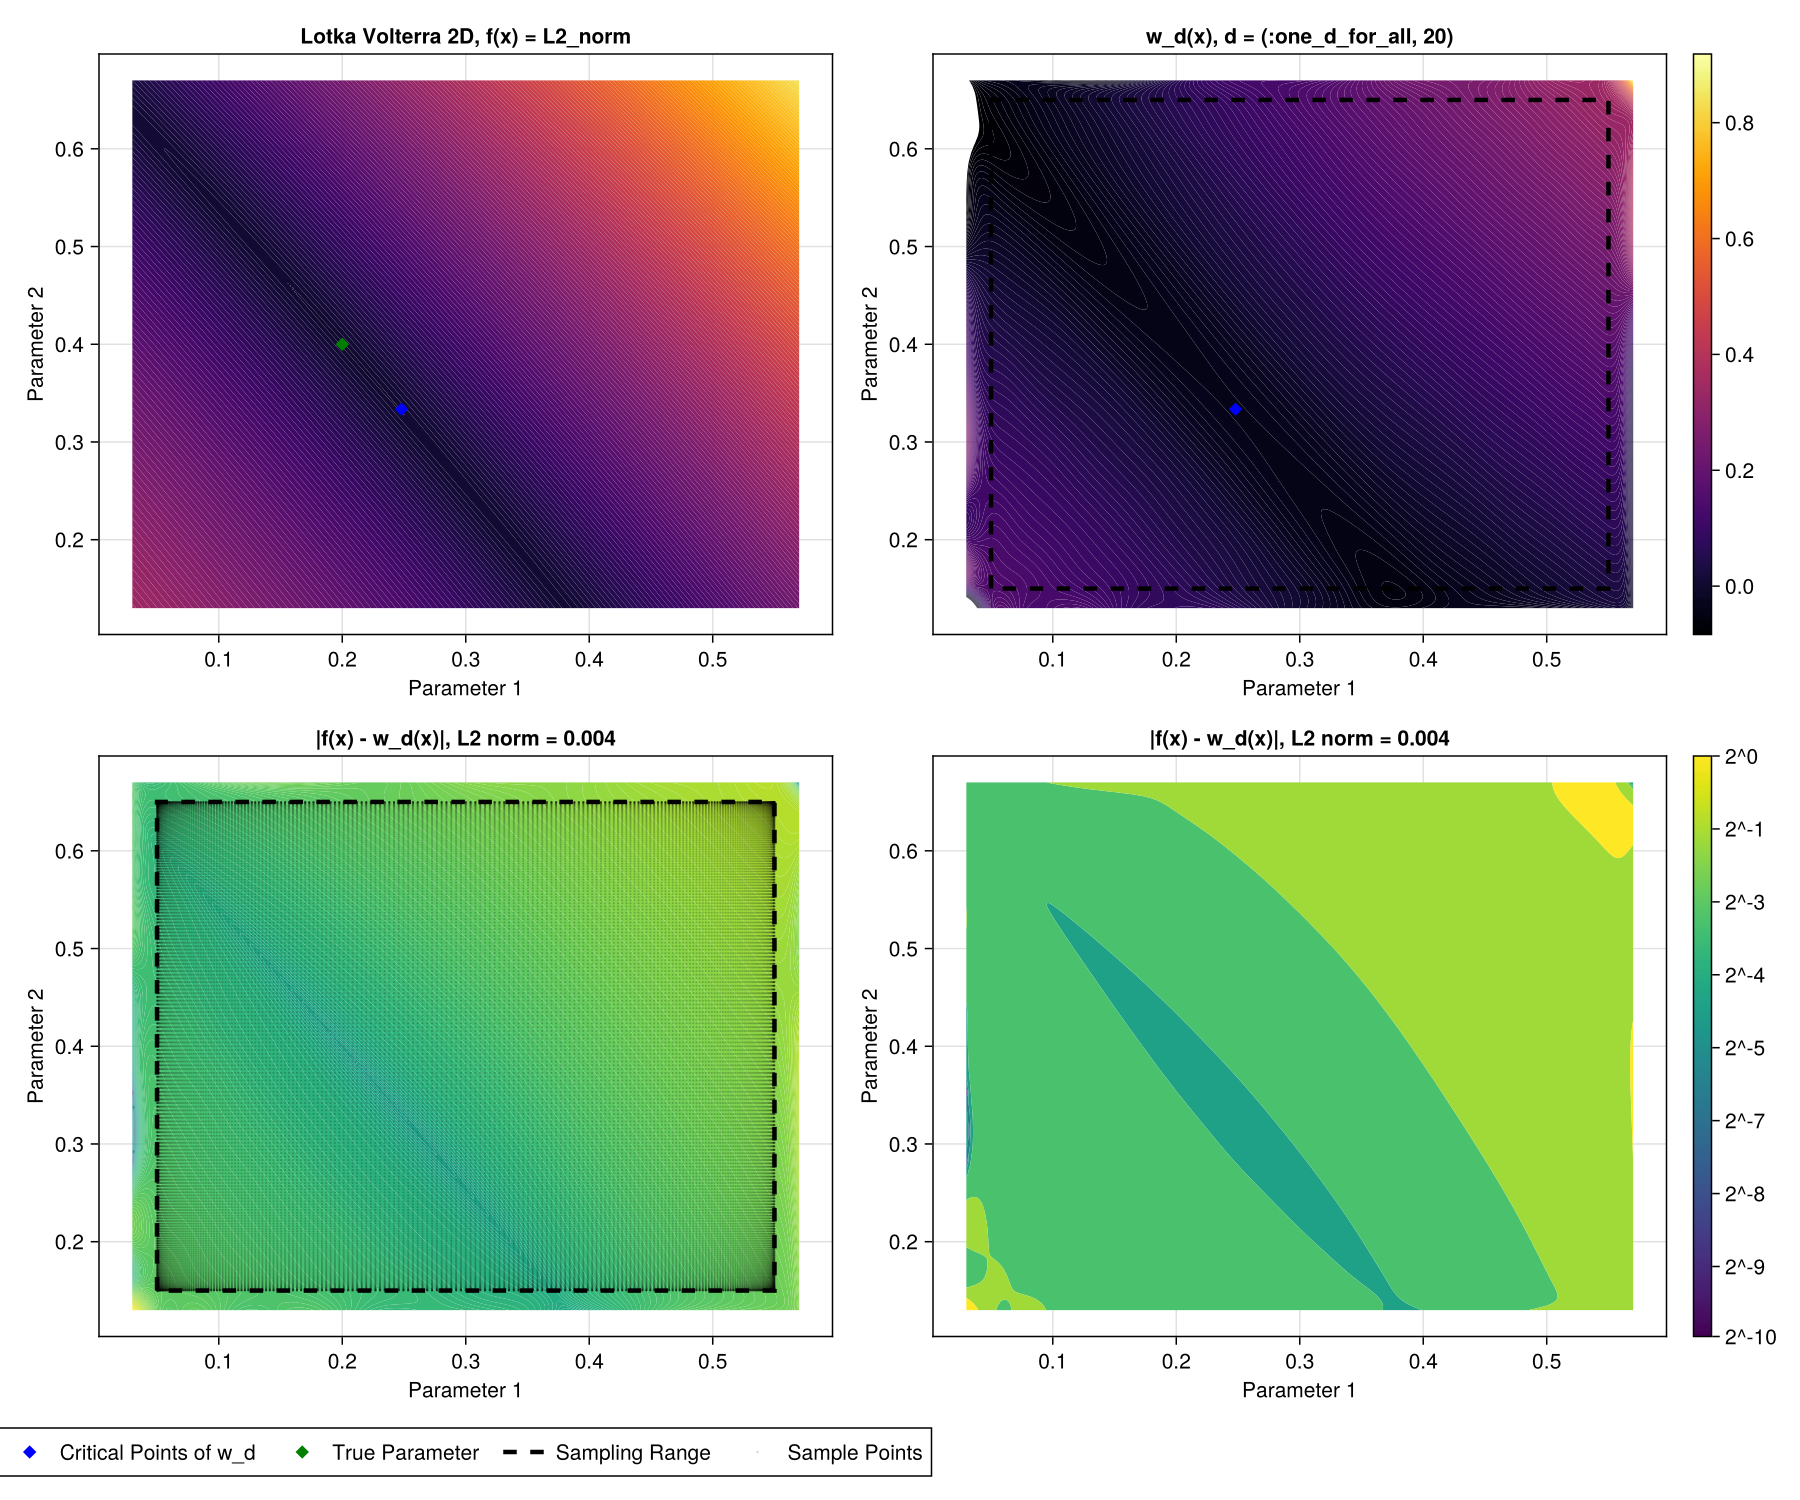 Lotka Volterra 2D, f(x) = L2_norm
0.6
0.5
0.4
0.3
0.2
Parameter 2
0.1 0.2 0.3 0.4 0.5
Parameter 1
w_d(x), d = (:one_d_for_all, 20)
0.6
0.5
0.4
0.3
0.2
Parameter 2
0.1 0.2 0.3 0.4 0.5
Parameter 1
0.8
0.6
0.4
0.2
0.0
|f(x) - w_d(x)|, L2 norm = 0.004
0.6
0.5
0.4
0.3
0.2
Parameter 2
0.1 0.2 0.3 0.4 0.5
Parameter 1
|f(x) - w_d(x)|, L2 norm = 0.004
0.6
0.5
0.4
0.3
0.2
Parameter 2
0.1 0.2 0.3 0.4 0.5
Parameter 1
2^0
2^-1
2^-3
2^-4
2^-5
2^-7
2^-8
2^-9
2^-10
Critical Points of w_d True Parameter Sampling Range Sample Points